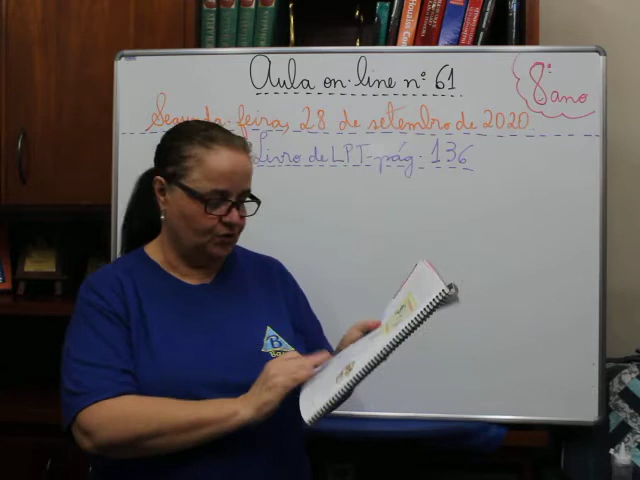 Aula on-line nº 61
8º ano
Segunda-feira, 28 de setembro de 2020.
Livro de LPT- pág. 136
B